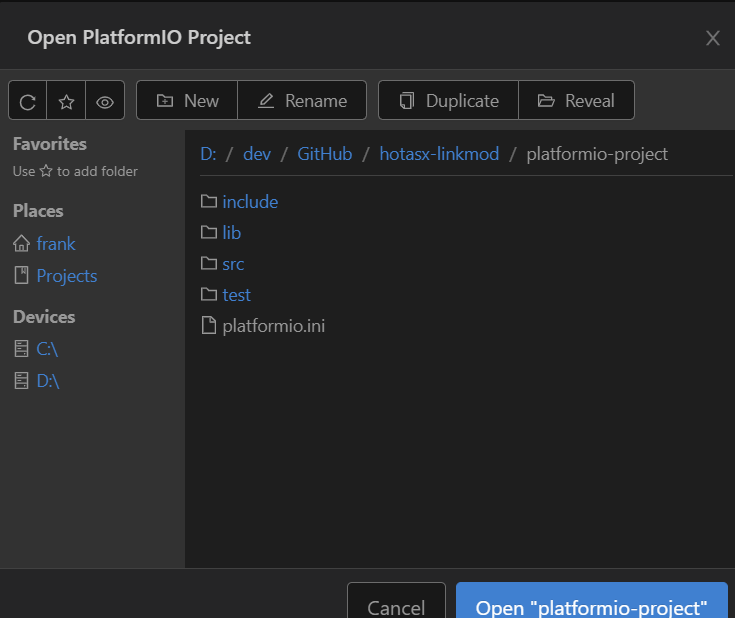 Open PlatformIO Project
New Rename Duplicate Reveal
Favorites
Use to add folder
Places
frank
Projects
Devices
C:\
D:\
D: / dev / GitHub / hotasx-linkmod / platformio-project
include
lib
src
test
platformio.ini
Cancel Open "platformio-project"